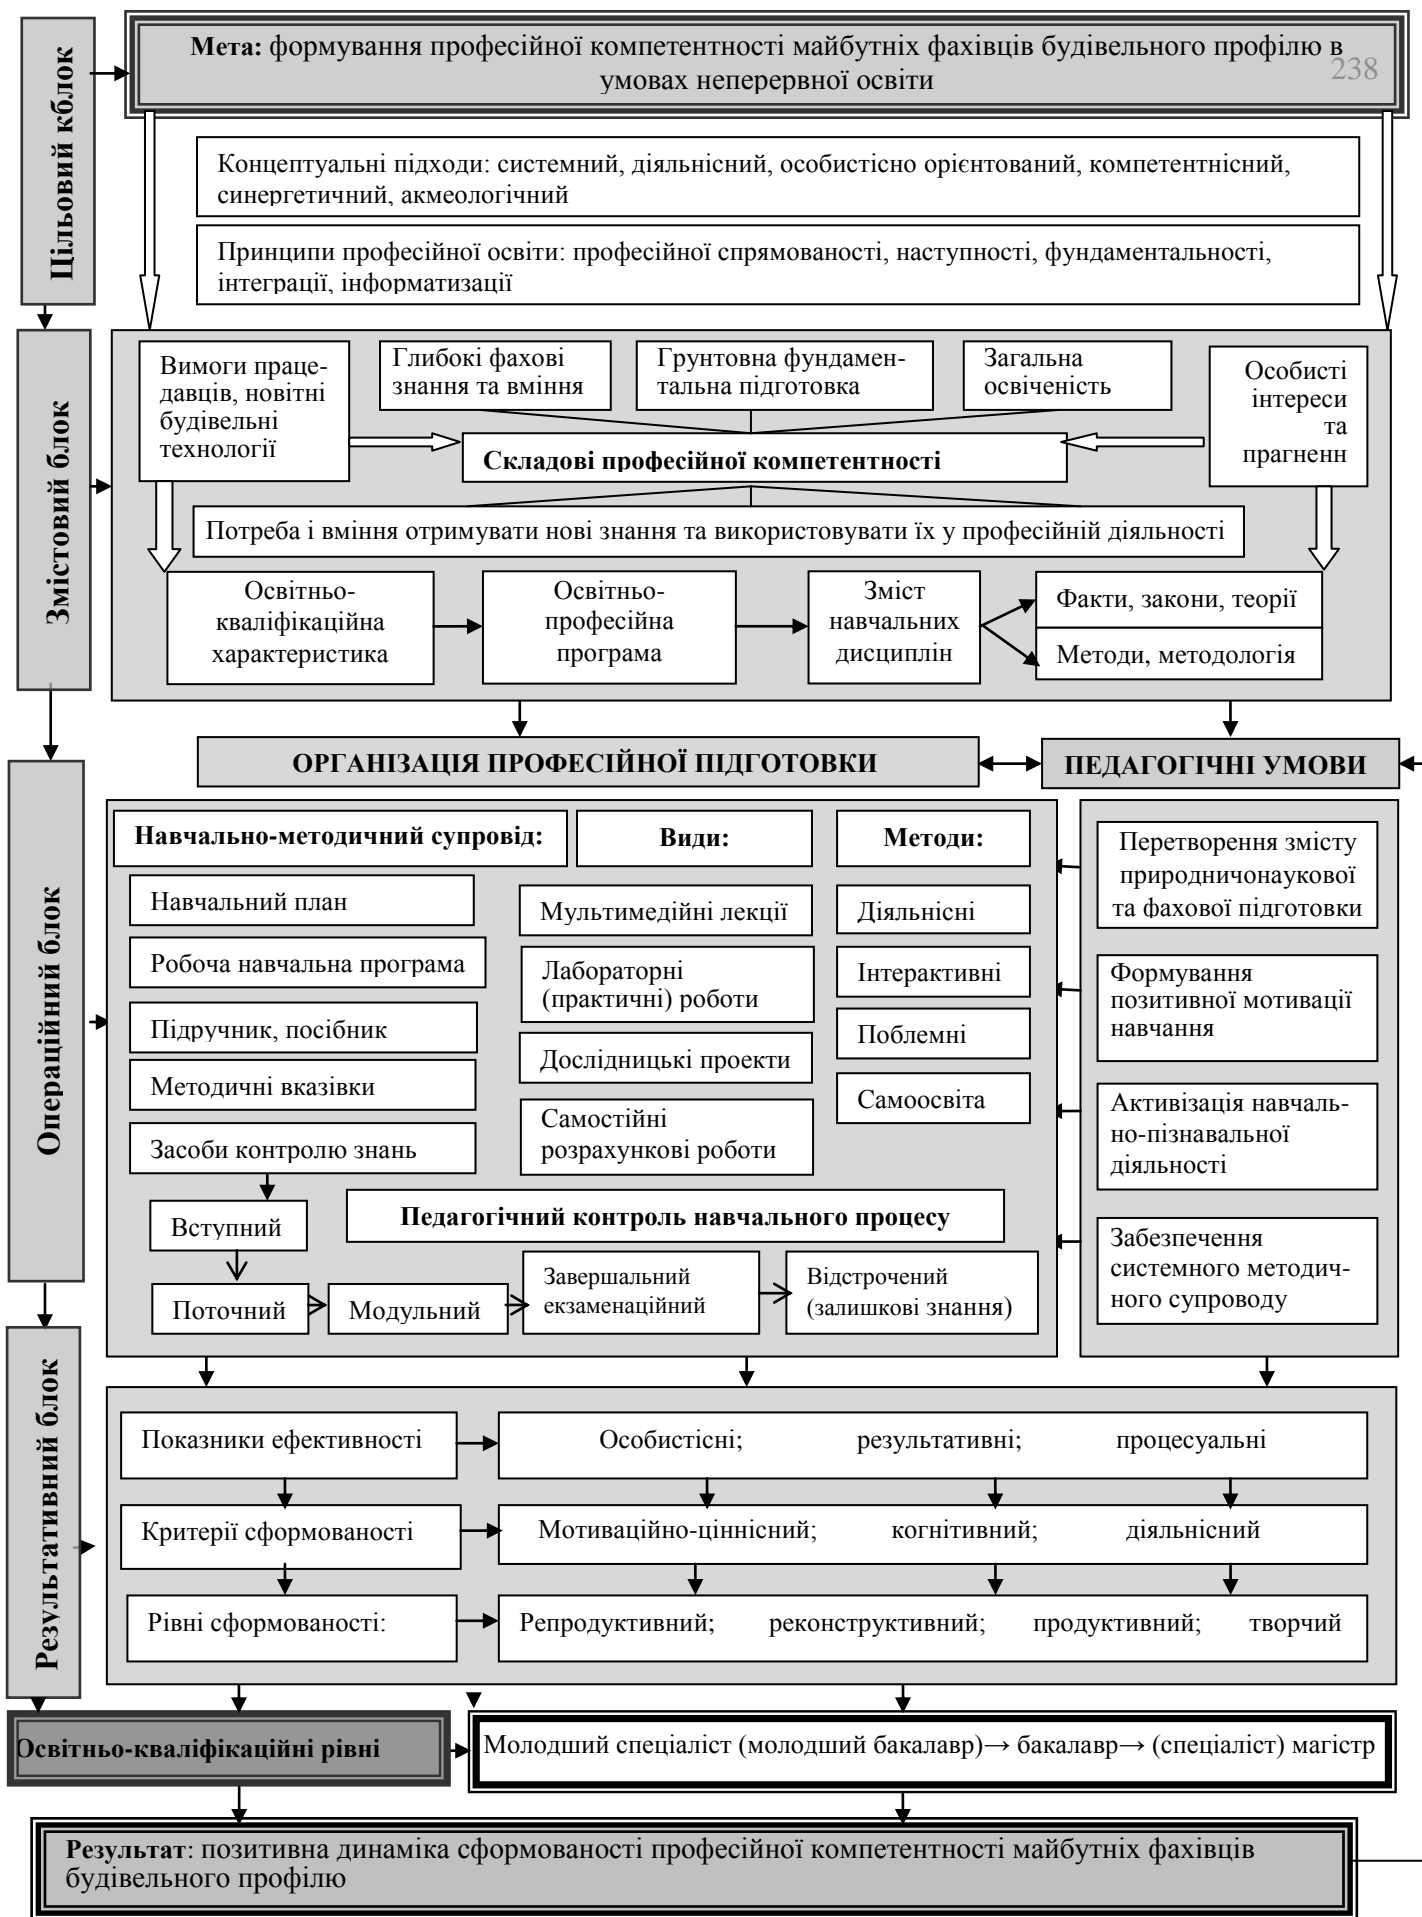 Цільовий кблок
Мета: формування професійної компетентності майбутніх фахівців будівельного профілю в
умовах неперервної освіти
238
Концептуальні підходи: системний, діяльнісний, особистісно орієнтований, компетентнісний,
синергетичний, акмеологічний
Принципи професійної освіти: професійної спрямованості, наступності, фундаментальності,
інтеграції, інформатизації
Змістовий блок
Вимоги праце-
давців, новітні
будівельні
технології
Глибокі фахові
знання та вміння
Грунтовна фундамен-
тальна підготовка
Загальна
освіченість
Особисті
інтереси
та
прагненн
Складові професійної компетентності
Потреба і вміння отримувати нові знання та використовувати їх у професійній діяльності
Освітньо-
кваліфікаційна
характеристика
Освітньо-
професійна
програма
Зміст
навчальних
дисциплін
Факти, закони, теорії
Методи, методологія
ОРГАНІЗАЦІЯ ПРОФЕСІЙНОЇ ПІДГОТОВКИ
ПЕДАГОГІЧНІ УМОВИ
Операційний блок
Навчально-методичний супровід:
Навчальний план
Робоча навчальна програма
Підручник, посібник
Методичні вказівки
Засоби контролю знань
Види:
Мультимедійні лекції
Лабораторні
(практичні) роботи
Дослідницькі проекти
Самостійні
розрахункові роботи
Методи:
Діяльнісні
Інтерактивні
Поблемні
Самоосвіта
Перетворення змісту
природничонаукової
та фахової підготовки
Формування
позитивної мотивації
навчання
Активізація навчаль-
но-пізнавальної
діяльності
Забезпечення
системного методич-
ного супроводу
Вступний
Педагогічний контроль навчального процесу
Поточний
Модульний
Завершальний
екзаменаційний
Відстрочений
(залишкові знання)
Результативний блок
Показники ефективності
Особистісні; результативні; процесуальні
Критерії сформованості
Мотиваційно-ціннісний; когнітивний; діяльнісний
Рівні сформованості:
Репродуктивний; реконструктивний; продуктивний; творчий
Освітньо-кваліфікаційні рівні
Молодший спеціаліст (молодший бакалавр)→ бакалавр→ (спеціаліст) магістр
Результат: позитивна динаміка сформованості професійної компетентності майбутніх фахівців
будівельного профілю